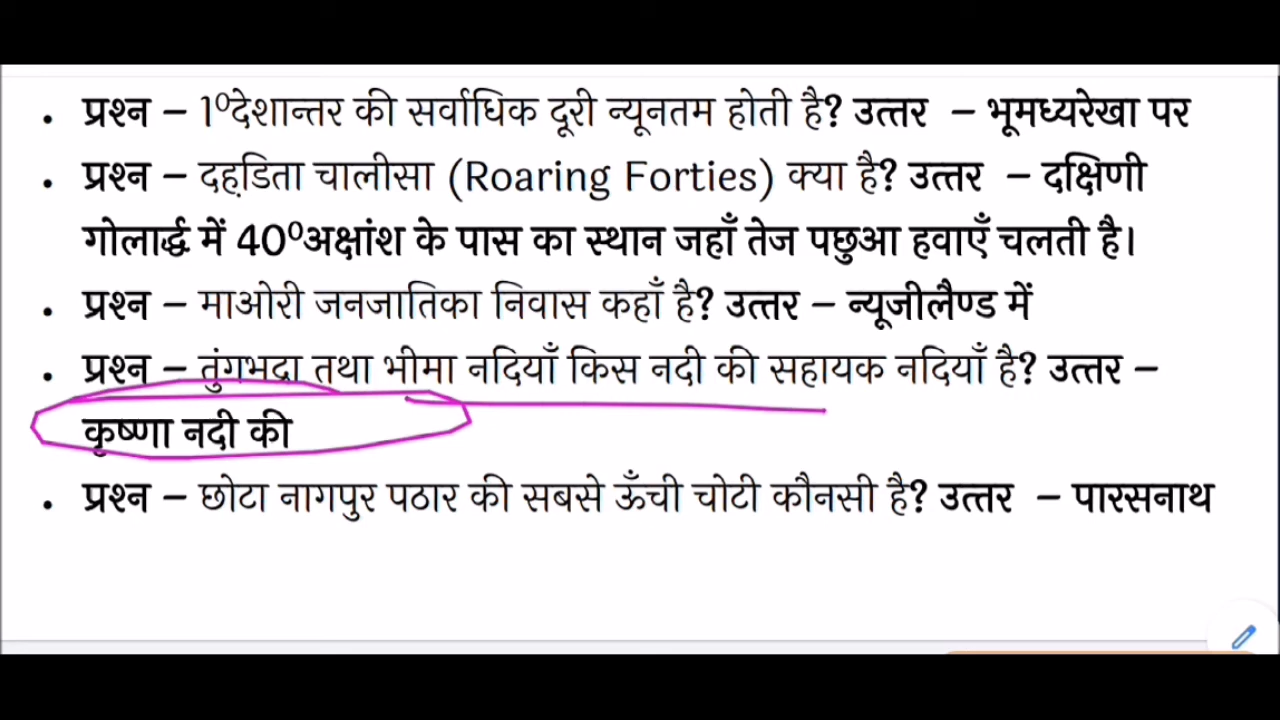 • प्रश्न – 1⁰देशान्तर की सर्वाधिक दूरी न्यूनतम होती है? उत्तर – भूमध्यरेखा पर
• प्रश्न – दहड़िता चालीसा (Roaring Forties) क्या है? उत्तर – दक्षिणी
गोलार्द्ध में 40⁰अक्षांश के पास का स्थान जहाँ तेज पछुआ हवाएँ चलती है।
• प्रश्न – माओरी जनजातिका निवास कहाँ है? उत्तर – न्यूजीलैण्ड में
• प्रश्न – तुंगभद्रा तथा भीमा नदियाँ किस नदी की सहायक नदियाँ है? उत्तर –
कृष्णा नदी की
• प्रश्न – छोटा नागपुर पठार की सबसे ऊँची चोटी कौनसी है? उत्तर – पारसनाथ